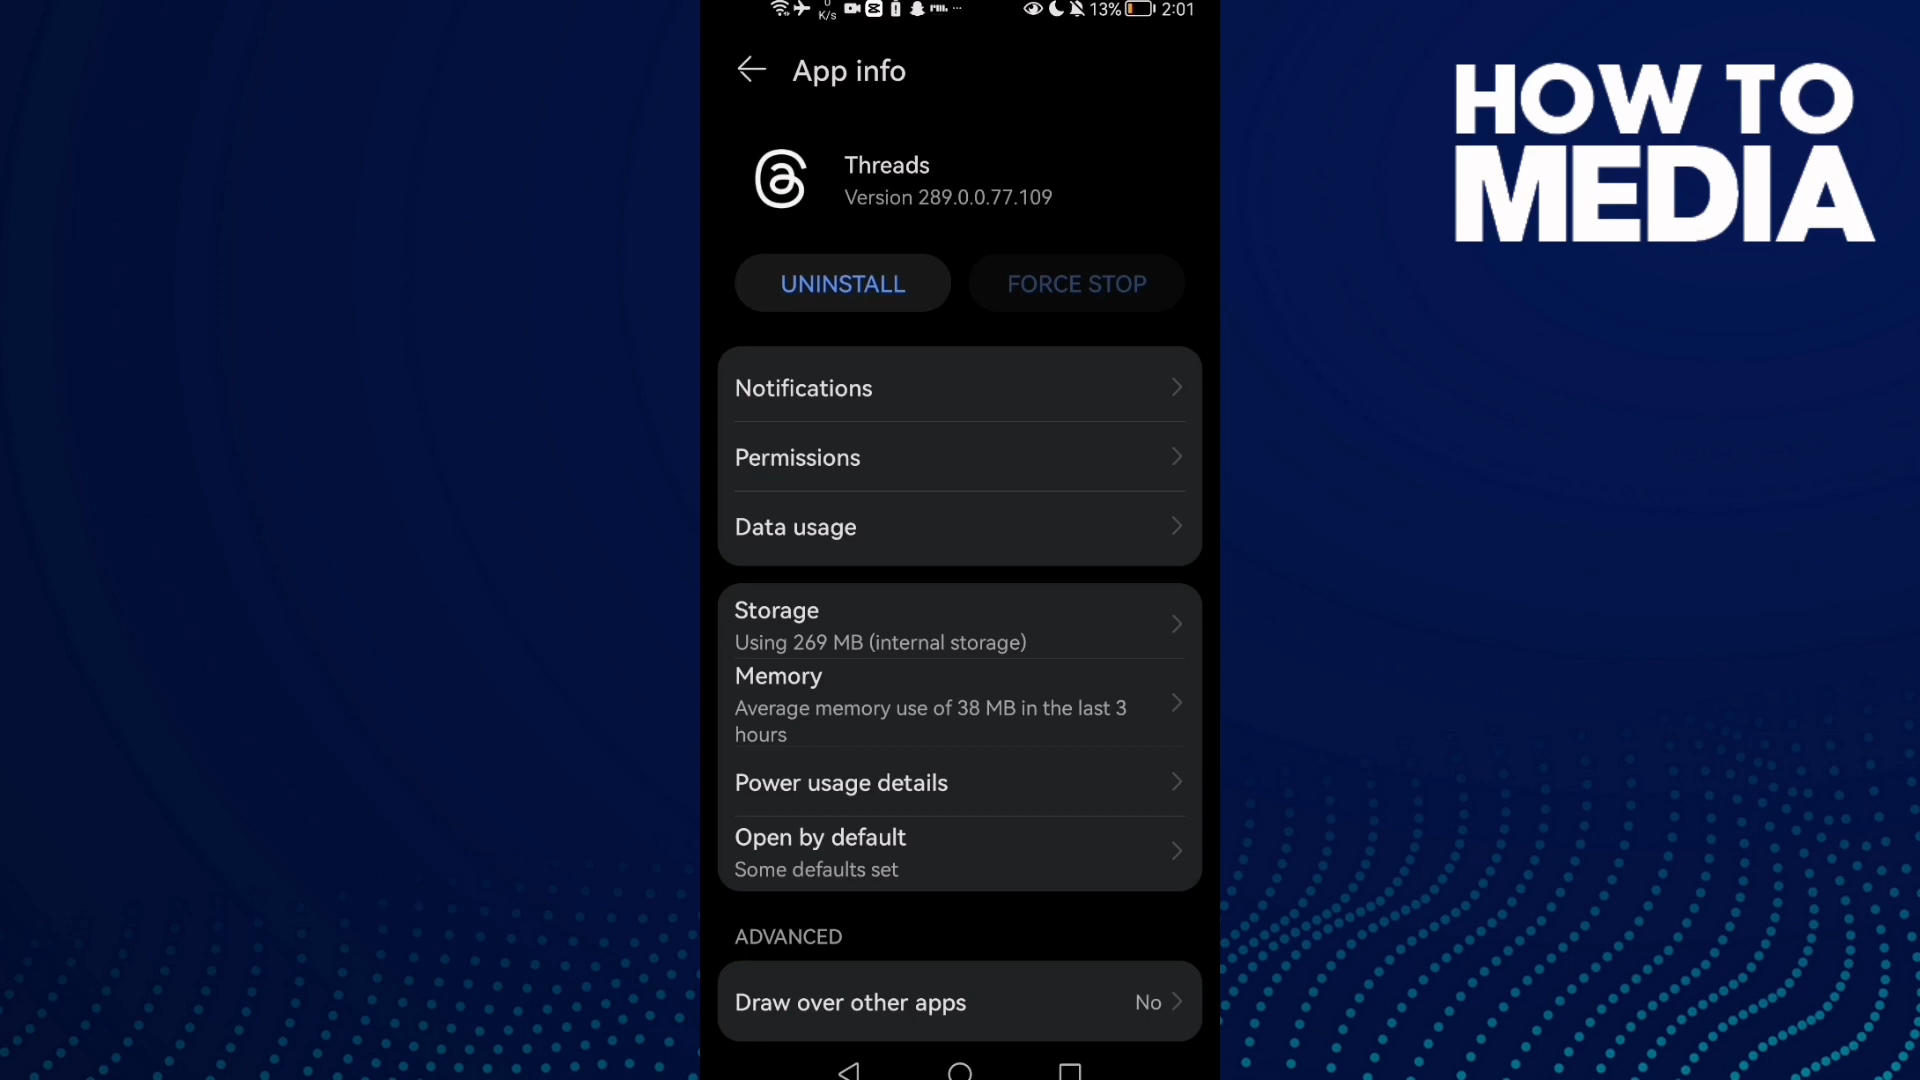 0
K/s
13%
2:01
App info
HOW TO
MEDIA
Threads
Version 289.0.0.77.109
UNINSTALL
FORCE STOP
Notifications
Permissions
Data usage
Storage
Using 269 MB (internal storage)
Memory
Average memory use of 38 MB in the last 3
hours
Power usage details
Open by default
Some defaults set
ADVANCED
Draw over other apps
No